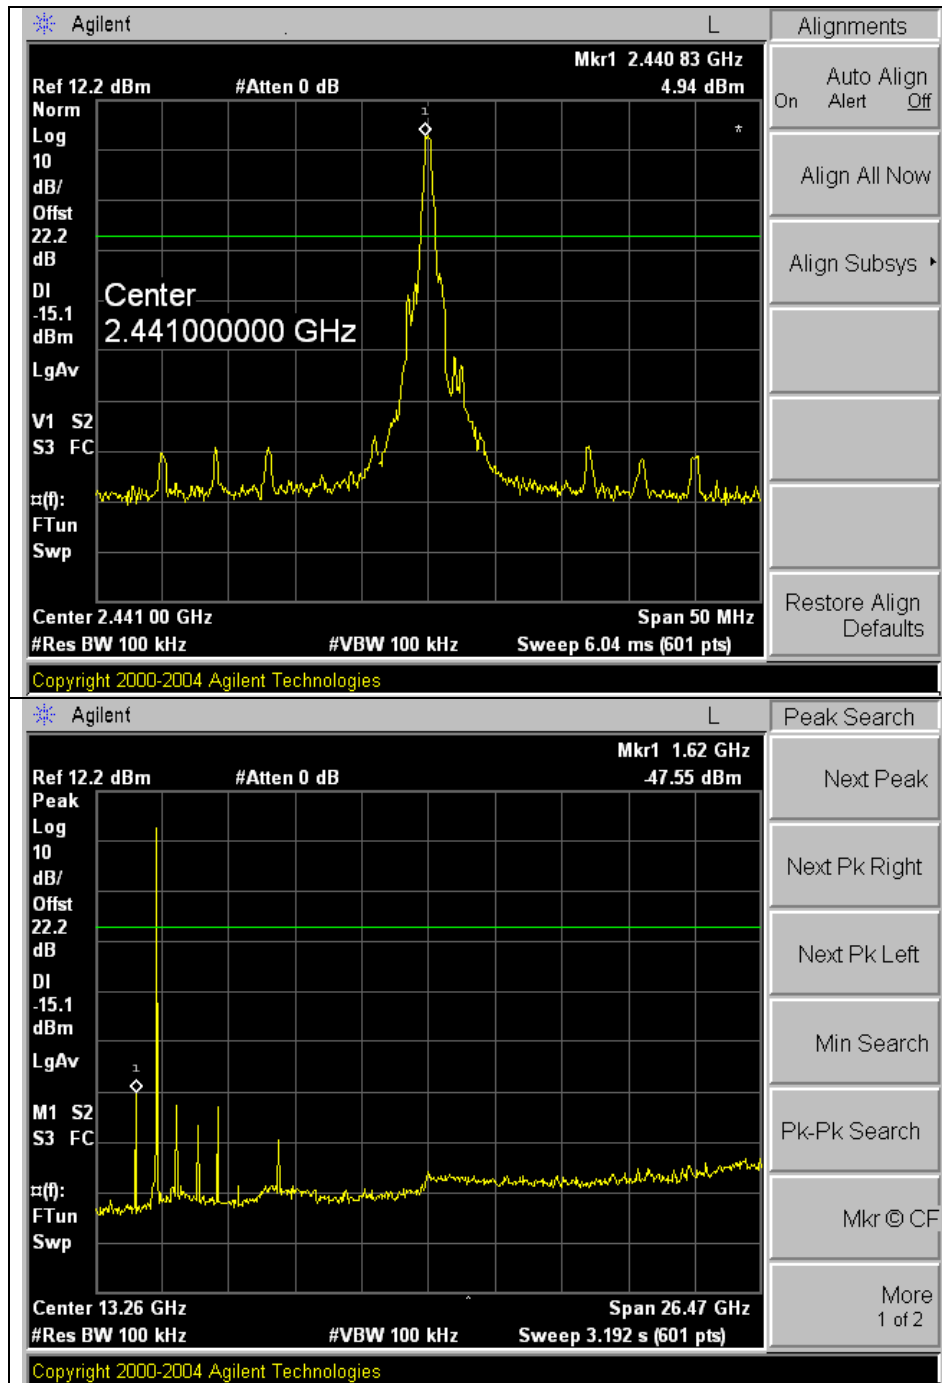 Agilent L Alignments
Mkr1 2.440 83 GHz
Ref 12.2 dBm #Atten 0 dB 4.94 dBm
Norm
Log
10
dB/
Offst
22.2
dB
DI
-15.1
dBm
LgAv
V1 S2
S3 FC
¤(f):
FTun
Swp
1
*
Center
2.441000000 GHz
Center 2.441 00 GHz Span 50 MHz
#Res BW 100 kHz #VBW 100 kHz Sweep 6.04 ms (601 pts)
Copyright 2000-2004 Agilent Technologies
Auto Align
On Alert Off
Align All Now
Align Subsys
Restore Align
Defaults
Agilent L Peak Search
Mkr1 1.62 GHz
Ref 12.2 dBm #Atten 0 dB -47.55 dBm
Peak
Log
10
dB/
Offst
22.2
dB
DI
-15.1
dBm
LgAv
M1 S2
S3 FC
¤(f):
FTun
Swp
1
Center 13.26 GHz Span 26.47 GHz
#Res BW 100 kHz #VBW 100 kHz Sweep 3.192 s (601 pts)
Copyright 2000-2004 Agilent Technologies
Next Peak
Next Pk Right
Next Pk Left
Min Search
Pk-Pk Search
Mkr © CF
More
1 of 2